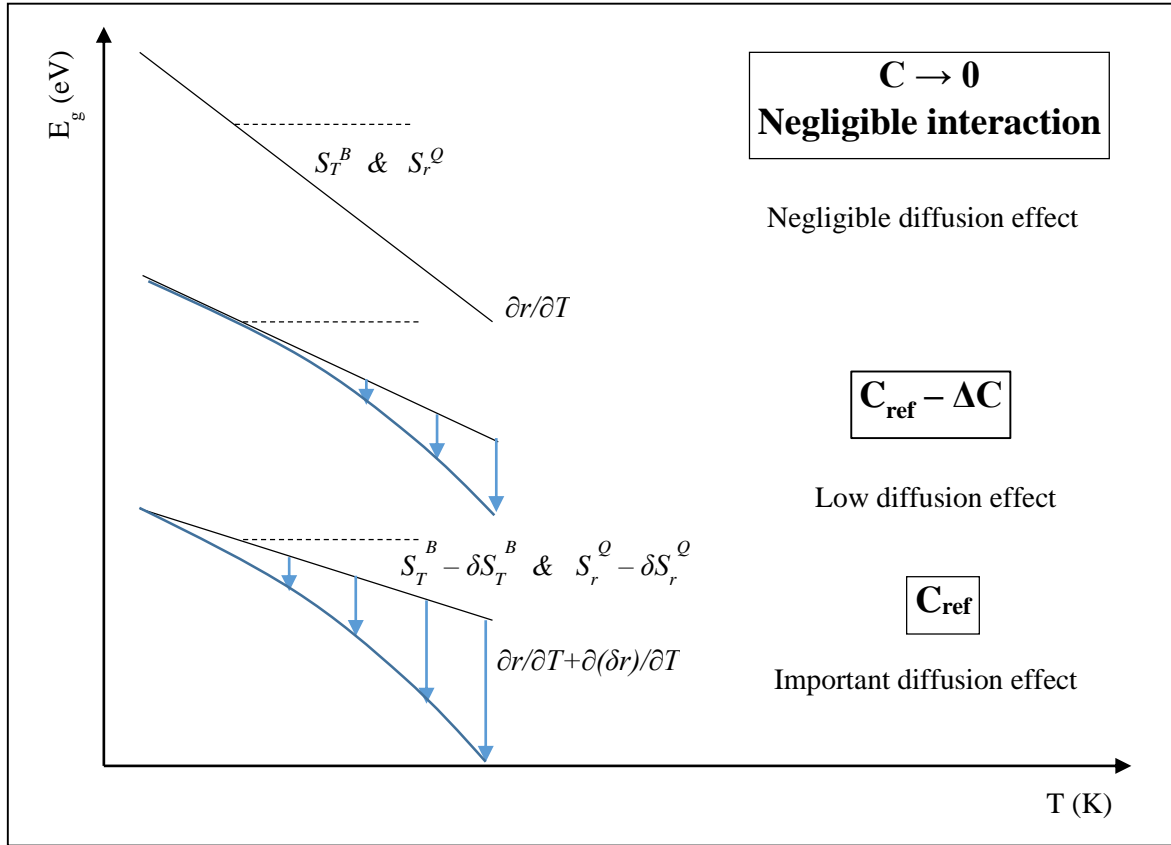 E_g (eV)
C → 0
Negligible interaction
S_T^B & S_r^Q
Negligible diffusion effect
∂r/∂T
C_ref – ΔC
Low diffusion effect
S_T^B – δS_T^B & S_r^Q – δS_r^Q
C_ref
∂r/∂T+∂(δr)/∂T
Important diffusion effect
T (K)